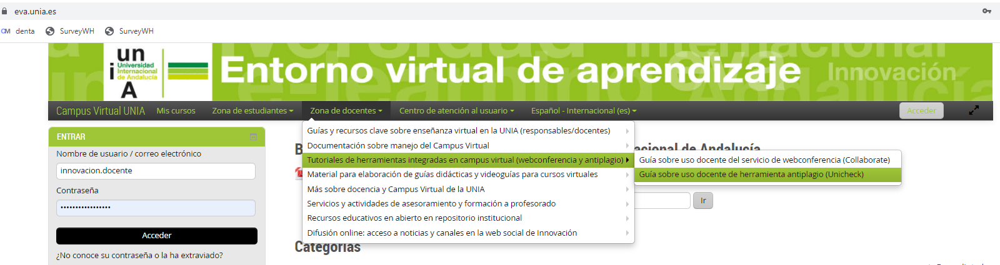 eva.unia.es
CM denta SurveyWH SurveyWH
un
i
A
Universidad
Internacional
de Andalucía
Entorno virtual de aprendizaje
Universidad
Internacional
eva
Innovación
e-learning
Andalucía
Campus Virtual UNIA Mis cursos Zona de estudiantes Zona de docentes Centro de atención al usuario Español - Internacional (es) Acceder
ENTRAR
Nombre de usuario / correo electrónico
innovacion.docente
Contraseña
•••••••••••••••••
Acceder
¿No conoce su contraseña o la ha extraviado?
Guías y recursos clave sobre enseñanza virtual en la UNIA (responsables/docentes)
Documentación sobre manejo del Campus Virtual
Tutoriales de herramientas integradas en campus virtual (webconferencia y antiplagio)
Material para elaboración de guías didácticas y videoguías para cursos virtuales
Más sobre docencia y Campus Virtual de la UNIA
Servicios y actividades de asesoramiento y formación a profesorado
Recursos educativos en abierto en repositorio institucional
Difusión online: acceso a noticias y canales en la web social de Innovación
de Andalucía
Guía sobre uso docente del servicio de webconferencia (Collaborate)
Guía sobre uso docente de herramienta antiplagio (Unicheck)
Ir
Categorías